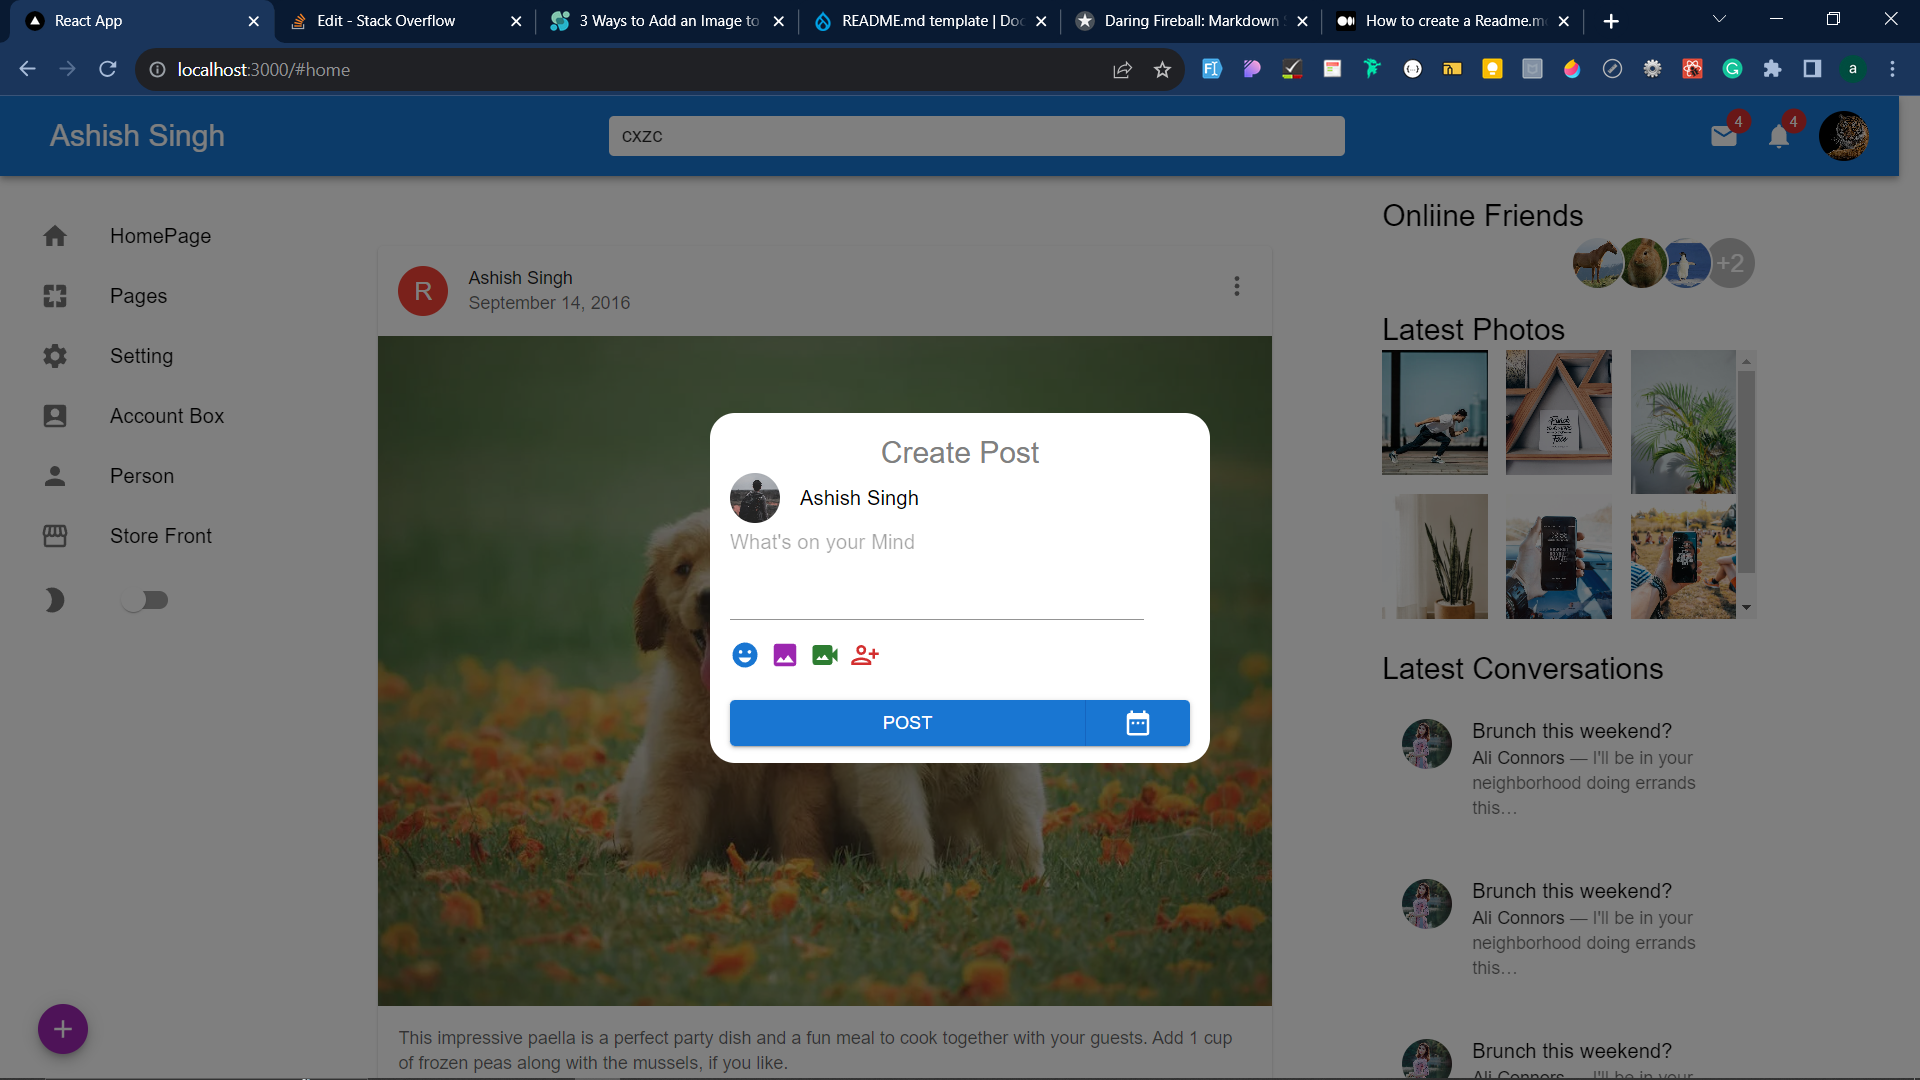 React App
Edit - Stack Overflow
3 Ways to Add an Image to
README.md template | Doc
Daring Fireball: Markdown
How to create a Readme.m
localhost:3000/#home
a
Ashish Singh
cxzc
4
4
HomePage
Pages
Setting
Account Box
Person
Store Front
R
Ashish Singh
September 14, 2016
Create Post
Ashish Singh
What's on your Mind
POST
This impressive paella is a perfect party dish and a fun meal to cook together with your guests. Add 1 cup
of frozen peas along with the mussels, if you like.
Onliine Friends
+2
Latest Photos
Latest Conversations
Brunch this weekend?
Ali Connors — I'll be in your
neighborhood doing errands
this…
Brunch this weekend?
Ali Connors — I'll be in your
neighborhood doing errands
this…
Brunch this weekend?
Ali Connors — I'll be in your